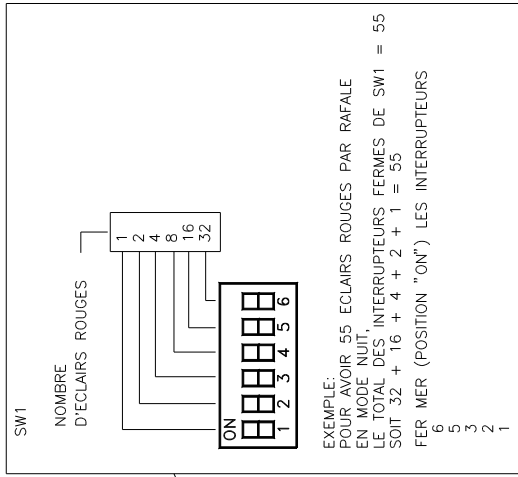 SW1
NOMBRE
D'ECLAIRS ROUGES
1
2
4
8
16
32
ON
1 2 3 4 5 6
EXEMPLE:
POUR AVOIR 55 ECLAIRS ROUGES PAR RAFALE
EN MODE NUIT,
LE TOTAL DES INTERRUPTEURS FERMES DE SW1 = 55
SOIT 32 + 16 + 4 + 2 + 1 = 55
FER MER (POSITION "ON") LES INTERRUPTEURS
6
5
3
2
1